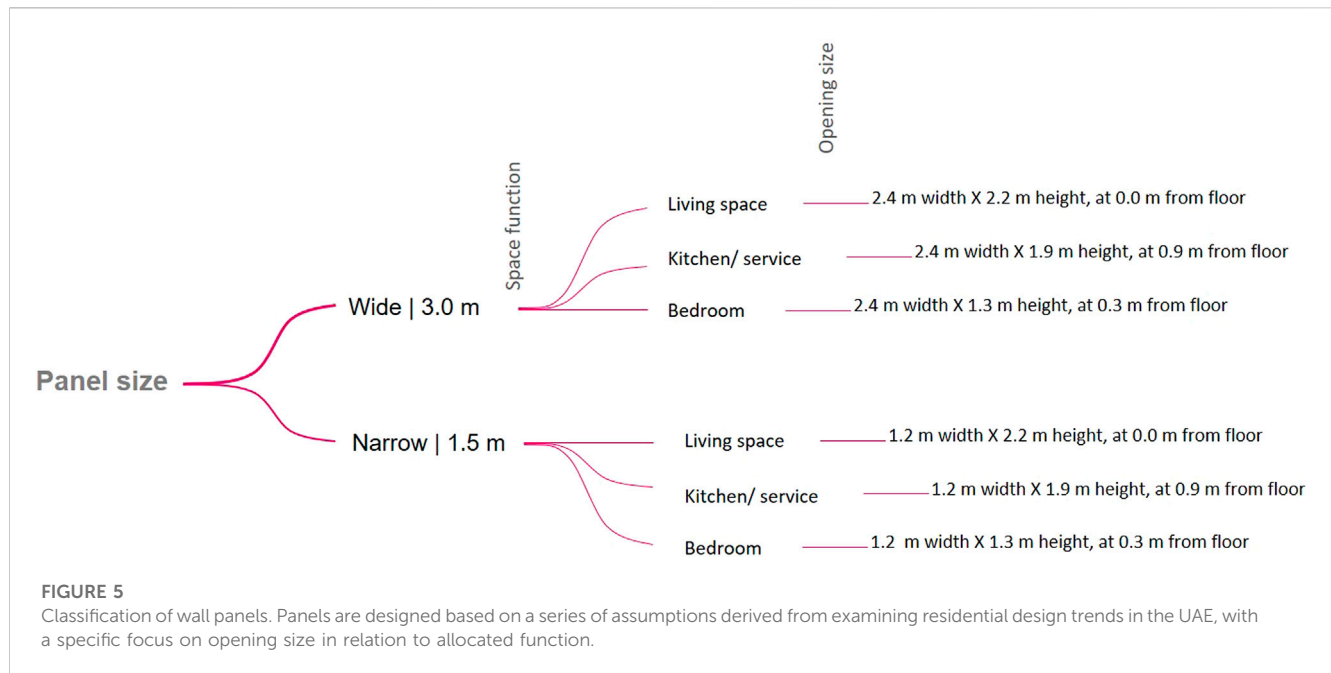 Panel size
Space function
Opening size
Wide | 3.0 m
Living space
2.4 m width X 2.2 m height, at 0.0 m from floor
Kitchen/ service
2.4 m width X 1.9 m height, at 0.9 m from floor
Bedroom
2.4 m width X 1.3 m height, at 0.3 m from floor
Narrow | 1.5 m
Living space
1.2 m width X 2.2 m height, at 0.0 m from floor
Kitchen/ service
1.2 m width X 1.9 m height, at 0.9 m from floor
Bedroom
1.2 m width X 1.3 m height, at 0.3 m from floor
FIGURE 5
Classification of wall panels. Panels are designed based on a series of assumptions derived from examining residential design trends in the UAE, with
a specific focus on opening size in relation to allocated function.